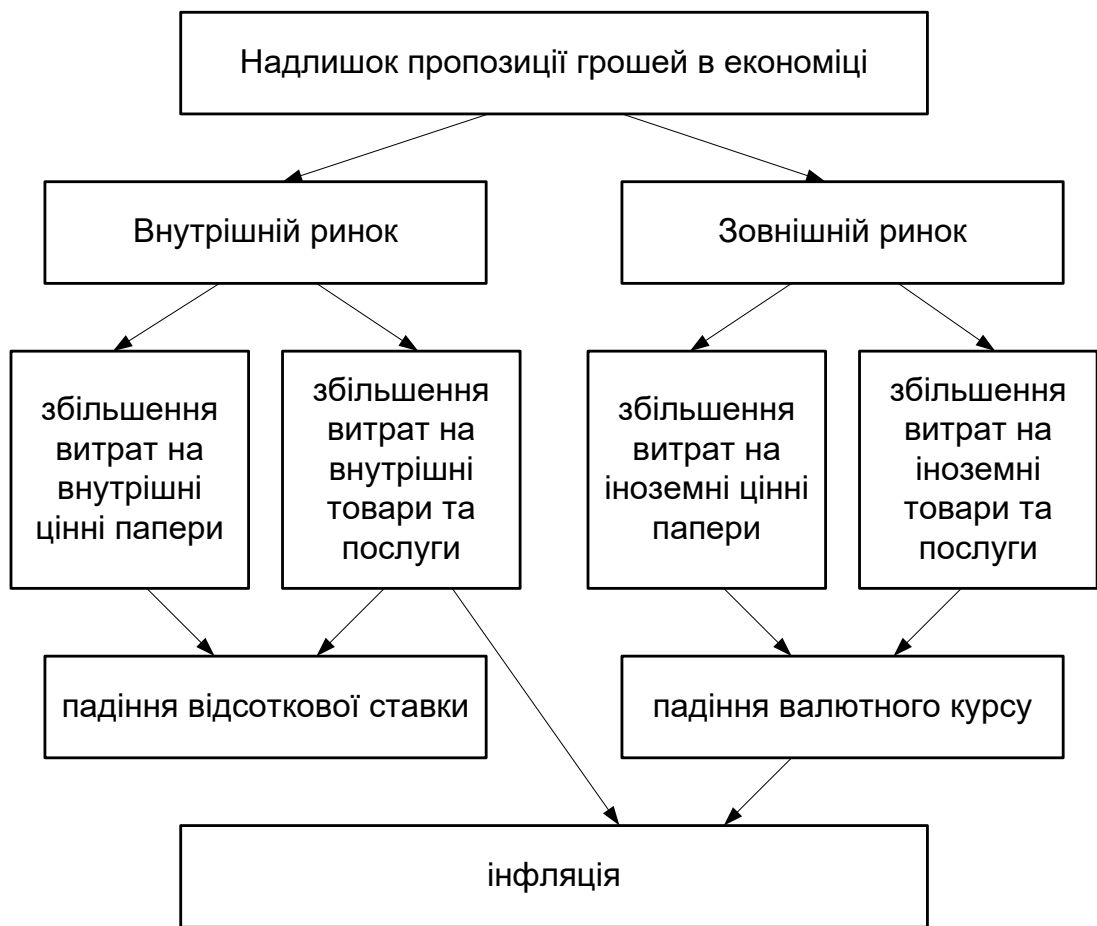 Надлишок пропозиції грошей в економіці
Внутрішній ринок
Зовнішній ринок
збільшення
витрат на
внутрішні
цінні папери
збільшення
витрат на
внутрішні
товари та
послуги
збільшення
витрат на
іноземні цінні
папери
збільшення
витрат на
іноземні
товари та
послуги
падіння відсоткової ставки
падіння валютного курсу
інфляція